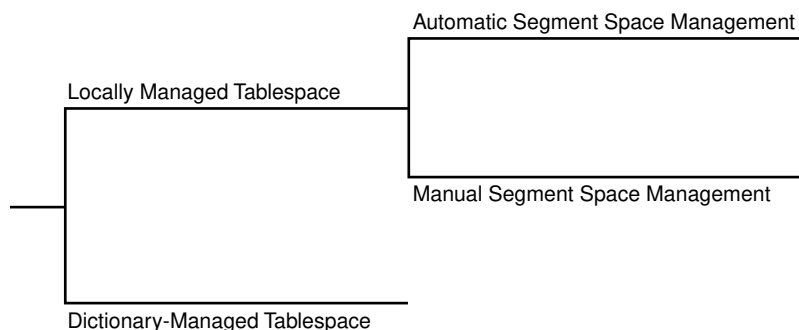 Automatic Segment Space Management
Locally Managed Tablespace
Manual Segment Space Management
Dictionary-Managed Tablespace